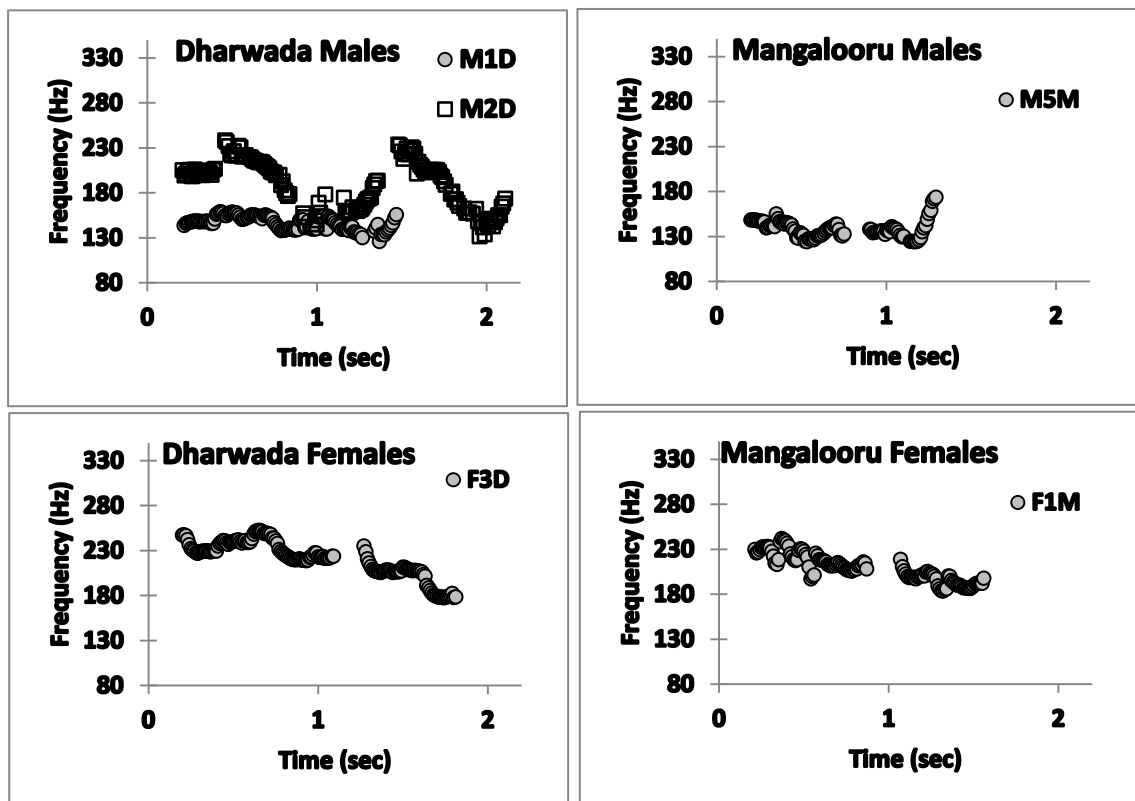 Dharwada Males
M1D
M2D
Frequency (Hz)
330
280
230
180
130
80
0 1 2
Time (sec)
Mangalooru Males
M5M
Frequency (Hz)
330
280
230
180
130
80
0 1 2
Time (sec)
Dharwada Females
F3D
Frequency (Hz)
330
280
230
180
130
80
0 1 2
Time (sec)
Mangalooru Females
F1M
Frequency (Hz)
330
280
230
180
130
80
0 1 2
Time (sec)